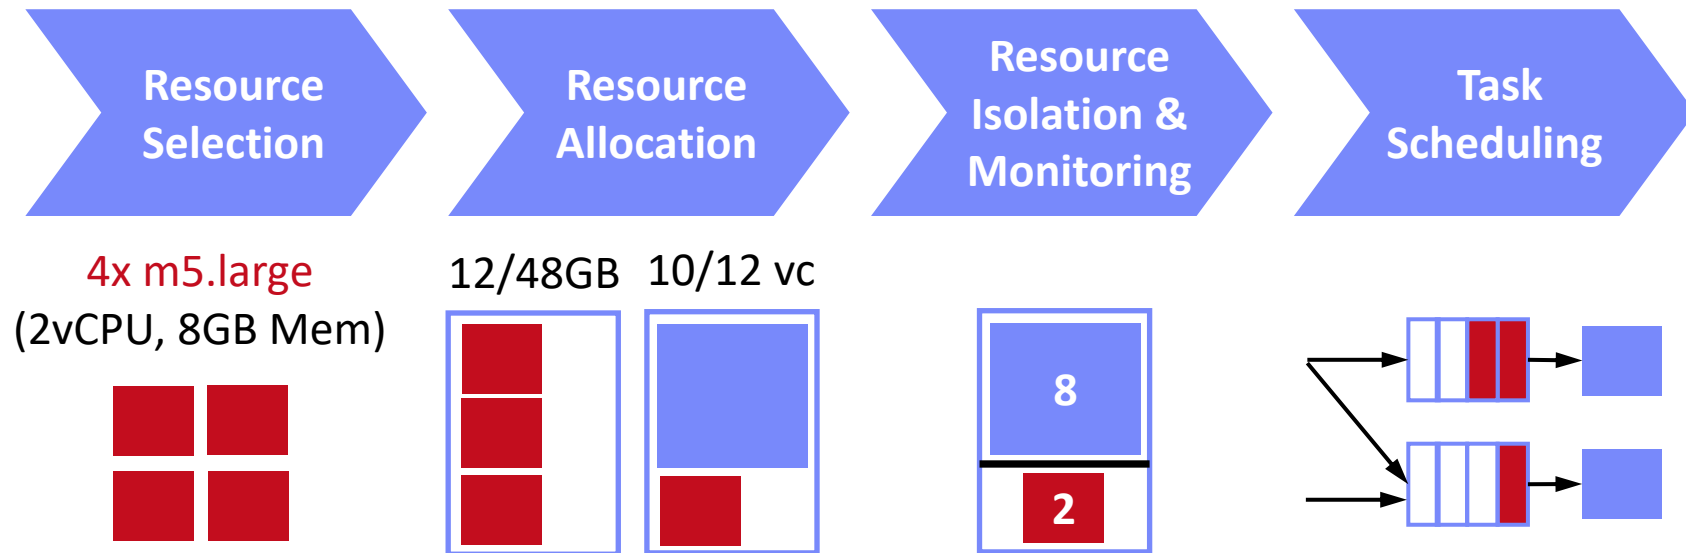 Resource
Selection
Resource
Allocation
Resource
Isolation &
Monitoring
Task
Scheduling
4x m5.large
(2vCPU, 8GB Mem)
12/48GB
10/12 vc
8
2